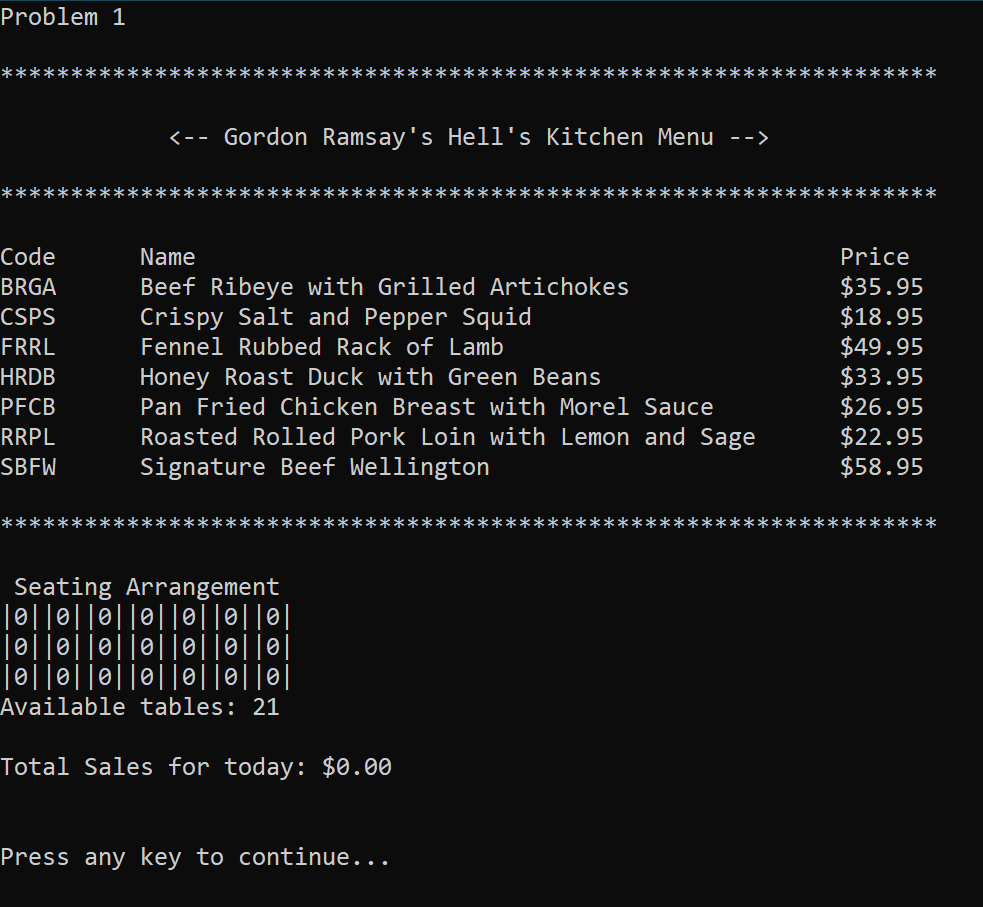 Problem 1
*******************************************************************
<-- Gordon Ramsay's Hell's Kitchen Menu -->
*******************************************************************
Code      Name                                              Price
BRGA      Beef Ribeye with Grilled Artichokes               $35.95
CSPS      Crispy Salt and Pepper Squid                      $18.95
FRRL      Fennel Rubbed Rack of Lamb                        $49.95
HRDB      Honey Roast Duck with Green Beans                 $33.95
PFCB      Pan Fried Chicken Breast with Morel Sauce         $26.95
RRPL      Roasted Rolled Pork Loin with Lemon and Sage      $22.95
SBFW      Signature Beef Wellington                         $58.95
*******************************************************************
Seating Arrangement
|0||0||0||0||0||0||0|
|0||0||0||0||0||0||0|
|0||0||0||0||0||0||0|
Available tables: 21
Total Sales for today: $0.00
Press any key to continue...